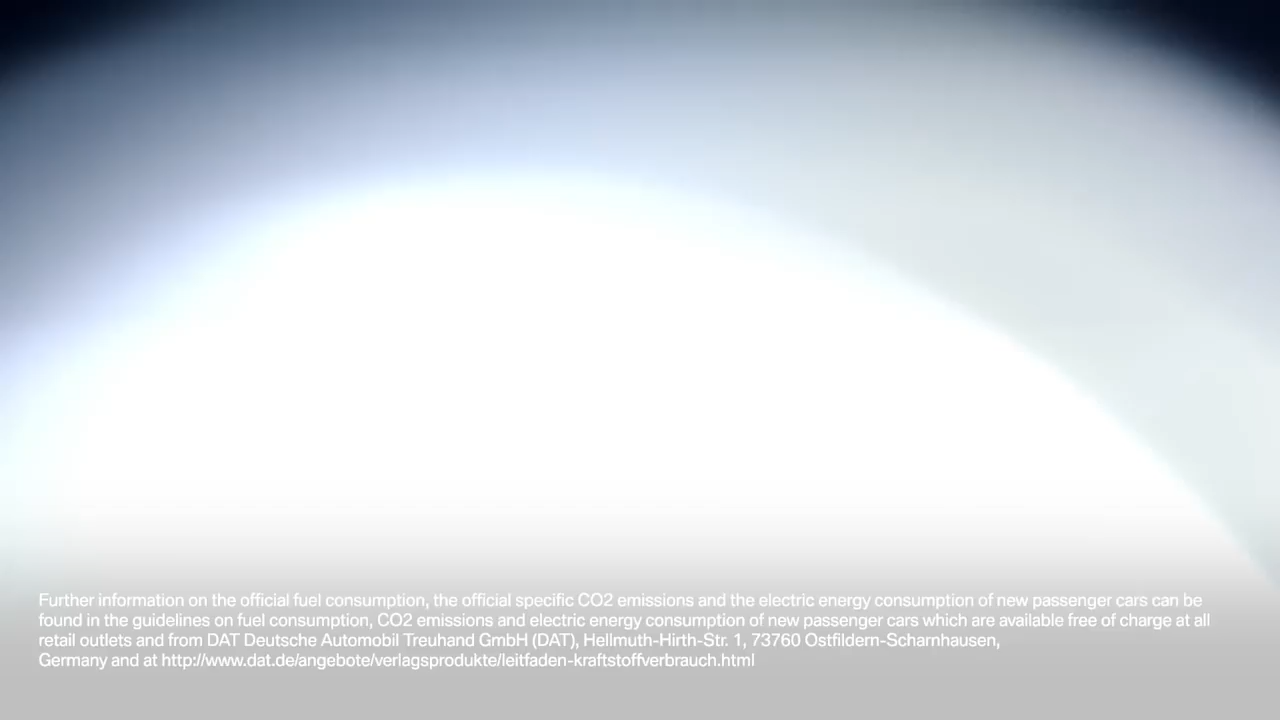 Further information on the official fuel consumption, the official specific CO2 emissions and the electric energy consumption of new passenger cars can be
found in the guidelines on fuel consumption, CO2 emissions and electric energy consumption of new passenger cars which are available free of charge at all
retail outlets and from DAT Deutsche Automobil Treuhand GmbH (DAT), Hellmuth-Hirth-Str. 1, 73760 Ostfildern-Scharnhausen,
Germany and at http://www.dat.de/angebote/verlagsprodukte/leitfaden-kraftstoffverbrauch.html